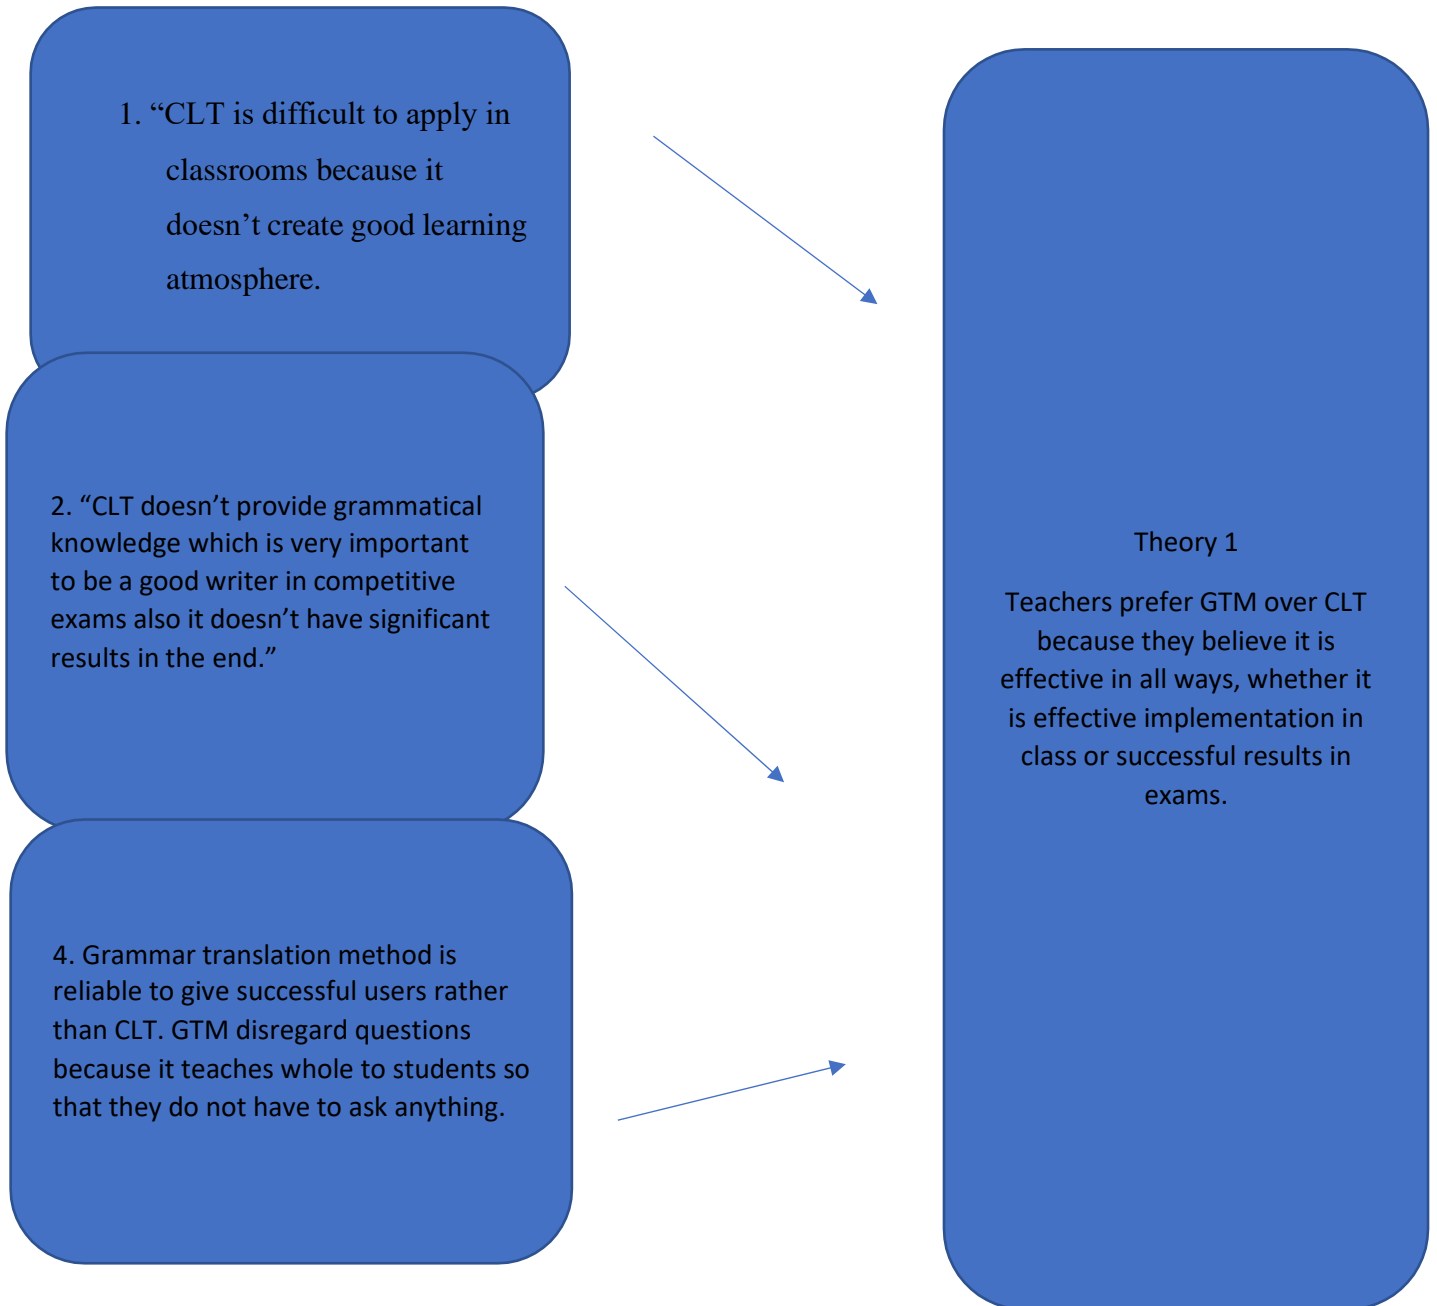 1. “CLT is difficult to apply in
classrooms because it
doesn’t create good learning
atmosphere.
2. “CLT doesn’t provide grammatical
knowledge which is very important
to be a good writer in competitive
exams also it doesn’t have significant
results in the end.”
4. Grammar translation method is
reliable to give successful users rather
than CLT. GTM disregard questions
because it teaches whole to students so
that they do not have to ask anything.
Theory 1
Teachers prefer GTM over CLT
because they believe it is
effective in all ways, whether it
is effective implementation in
class or successful results in
exams.